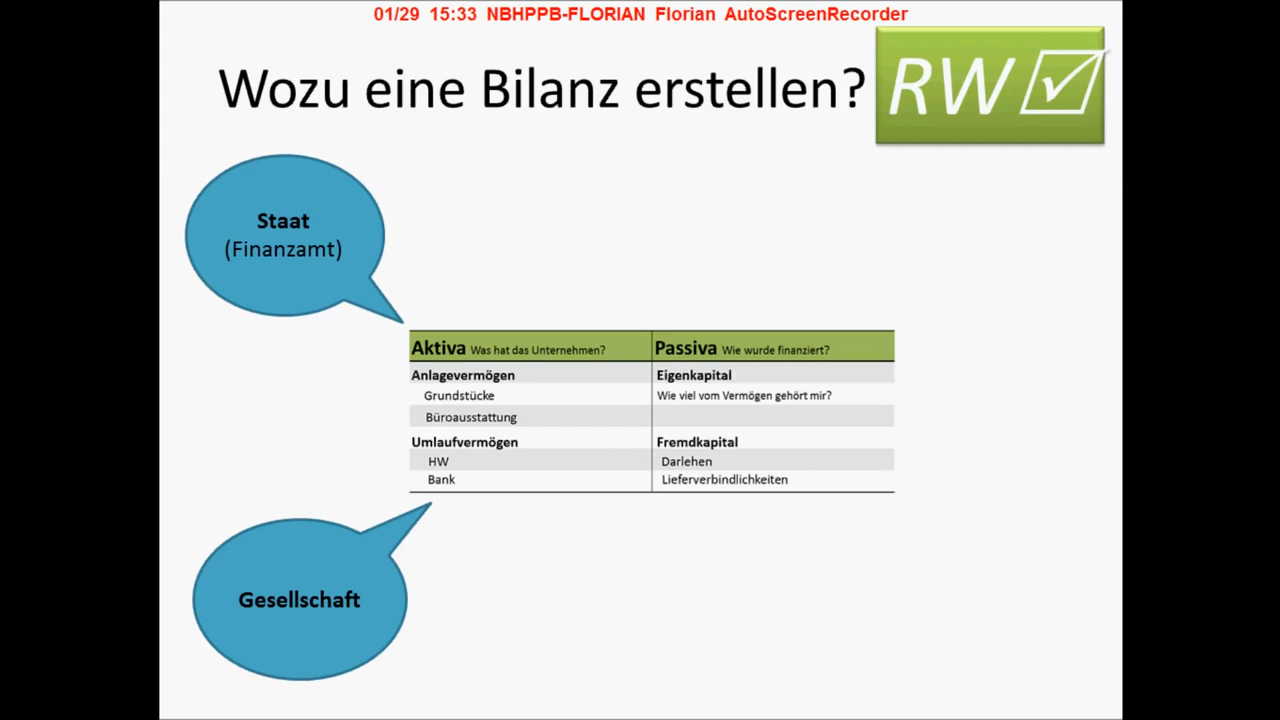 01/29 15:33 NBHPPB-FLORIAN Florian AutoScreenRecorder
Wozu eine Bilanz erstellen?
RW
Staat
(Finanzamt)
Aktiva Was hat das Unternehmen? Passiva Wie wurde finanziert?
Anlagevermögen Eigenkapital
Grundstücke Wie viel vom Vermögen gehört mir?
Büroausstattung
Umlaufvermögen Fremdkapital
HW Darlehen
Bank Lieferverbindlichkeiten
Gesellschaft